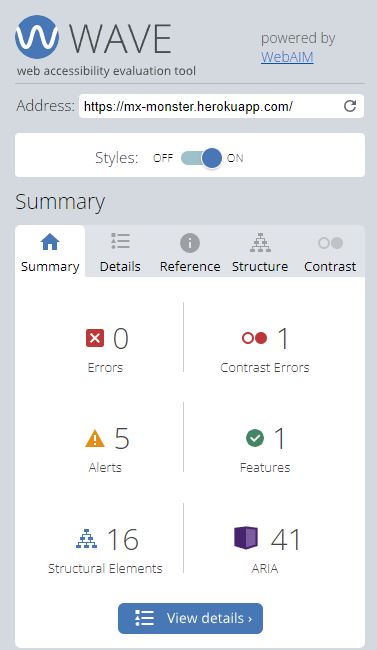 WAVE
powered by
WebAIM
web accessibility evaluation tool
Address: https://mx-monster.herokuapp.com/
Styles: OFF ON
Summary
Summary Details Reference Structure Contrast
0 1
Errors Contrast Errors
5 1
Alerts Features
16 41
Structural Elements ARIA
View details ›